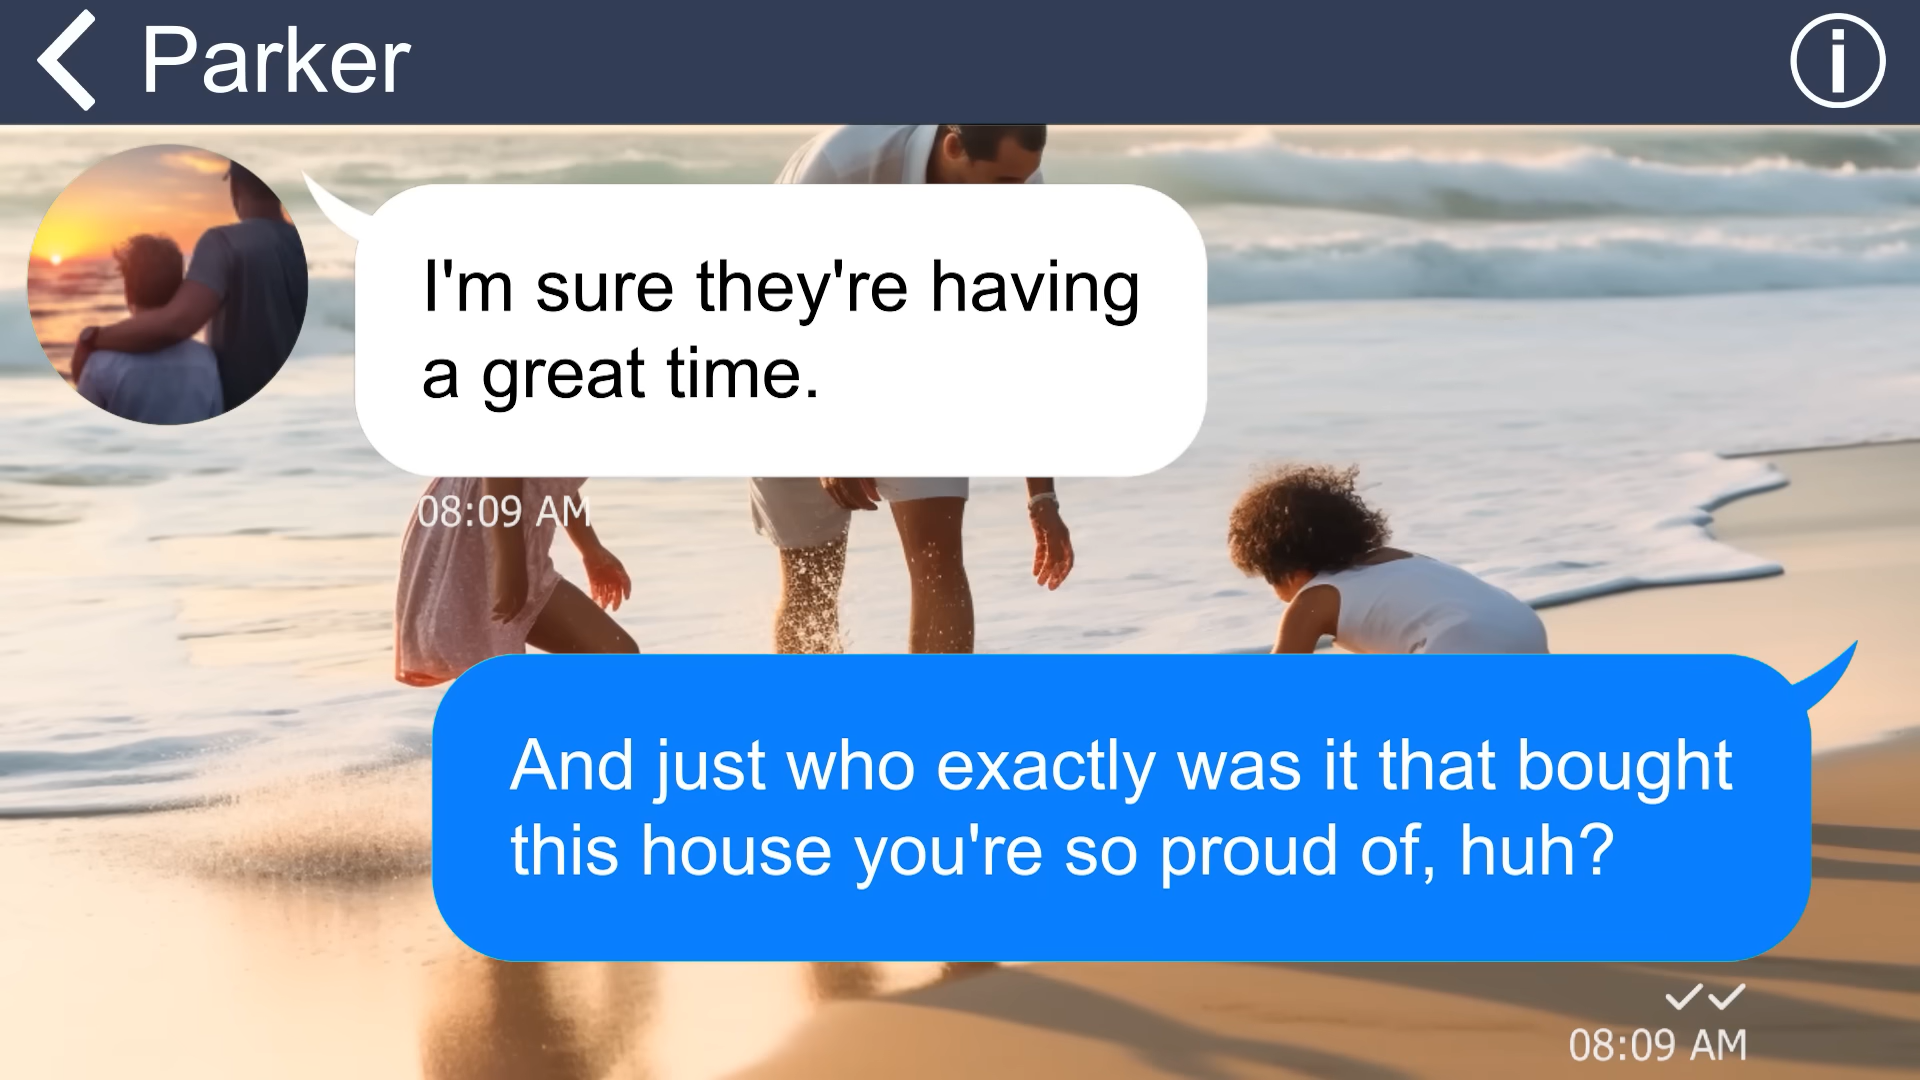 Parker
I'm sure they're having
a great time.
08:09 AM
And just who exactly was it that bought
this house you're so proud of, huh?
08:09 AM